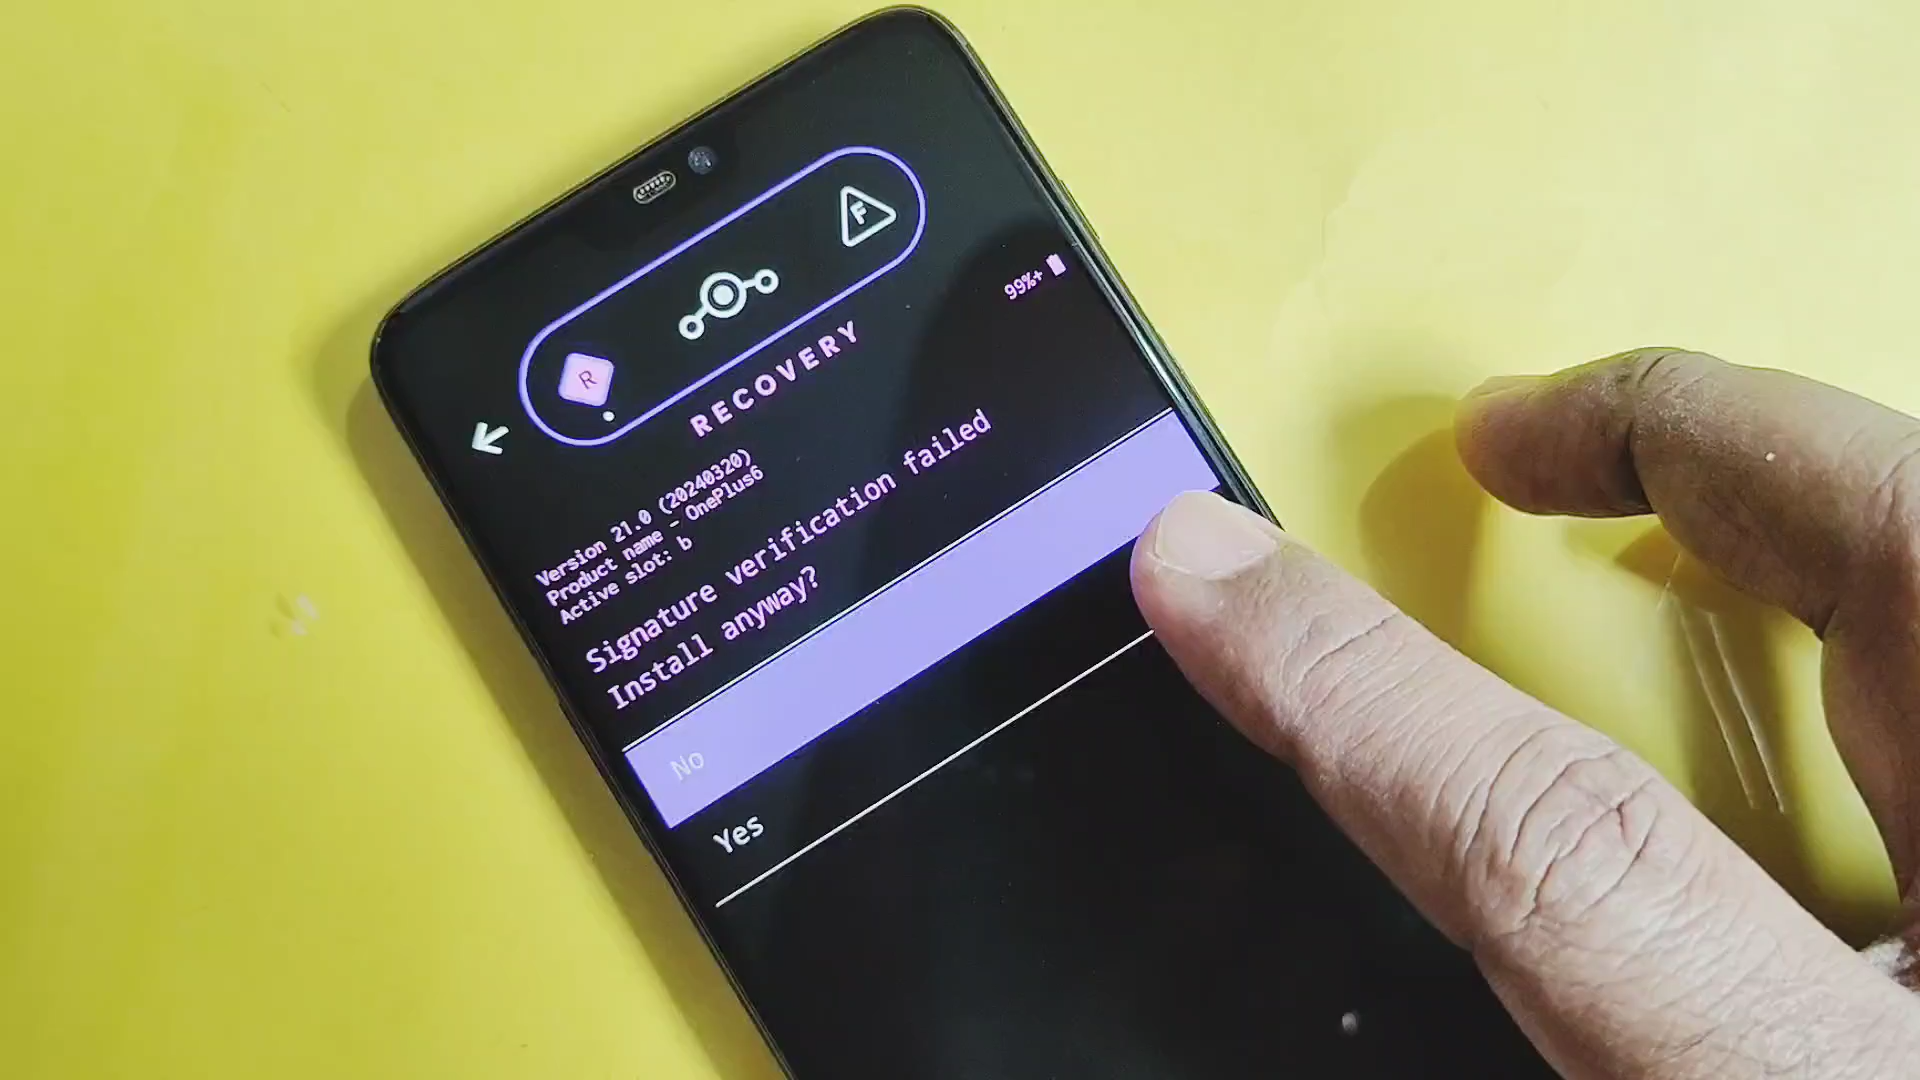 R
F
RECOVERY
99%+
Version 21.0 (20240320)
Product name - OnePlus6
Active slot: b
Signature verification failed
Install anyway?
No
Yes